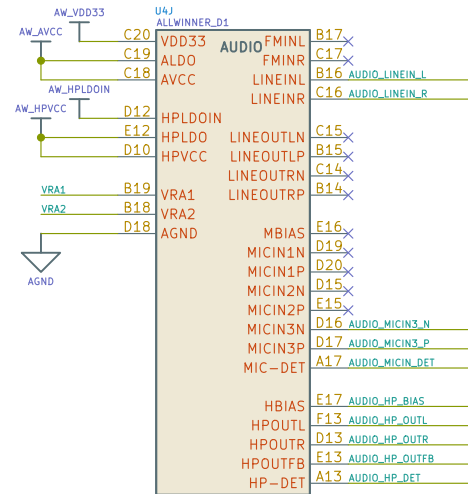 U4J
ALLWINNER_D1
AUDIO
AW_VDD33
AW_AVCC
C20 VDD33
C19 ALDO
C18 AVCC
AW_HPLDOIN
AW_HPVCC
D12 HPLDOIN
E12 HPLDO
D10 HPVCC
VRA1 B19 VRA1
VRA2 B18 VRA2
D18 AGND
AGND
FMINL B17
FMINR C17
LINEINL B16 AUDIO_LINEIN_L
LINEINR C16 AUDIO_LINEIN_R
LINEOUTLN C15
LINEOUTLP B15
LINEOUTRN C14
LINEOUTRP B14
MBIAS E16
MICIN1N D19
MICIN1P D20
MICIN2N D15
MICIN2P E15
MICIN3N D16 AUDIO_MICIN3_N
MICIN3P D17 AUDIO_MICIN3_P
MIC-DET A17 AUDIO_MICIN_DET
HBIAS E17 AUDIO_HP_BIAS
HPOUTL F13 AUDIO_HP_OUTL
HPOUTR D13 AUDIO_HP_OUTR
HPOUTFB E13 AUDIO_HP_OUTFB
HP-DET A13 AUDIO_HP_DET